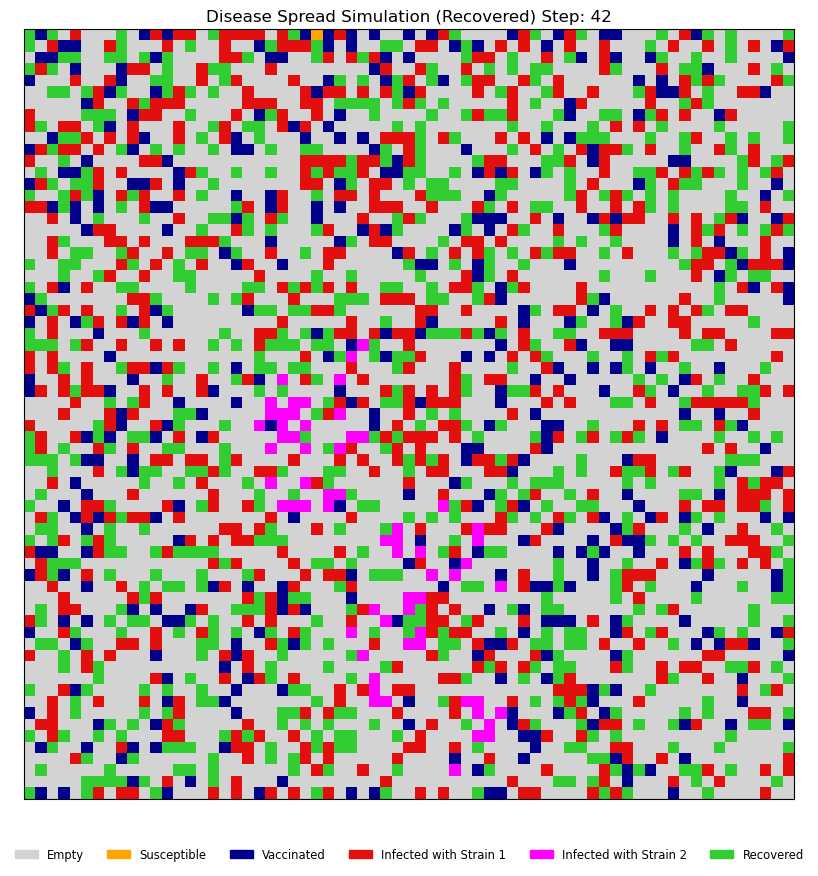 Disease Spread Simulation (Recovered) Step: 42
Empty Susceptible Vaccinated Infected with Strain 1 Infected with Strain 2 Recovered